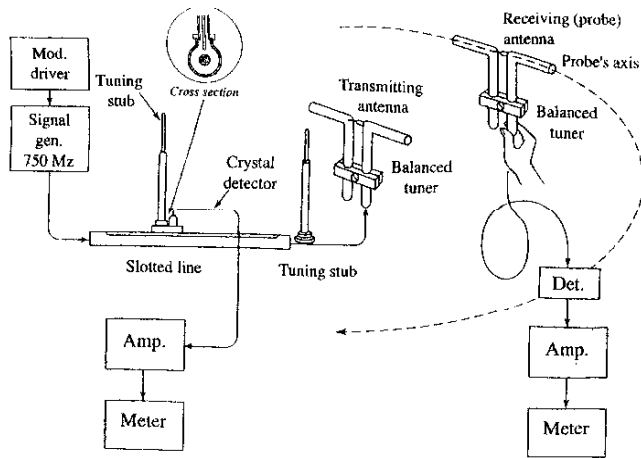 Mod.
driver
Signal
gen.
750 Mz
Tuning
stub
Cross section
Crystal
detector
Slotted line
Tuning stub
Transmitting
antenna
Balanced
tuner
Receiving (probe)
antenna
Probe's axis
Balanced
tuner
Amp.
Meter
Det.
Amp.
Meter